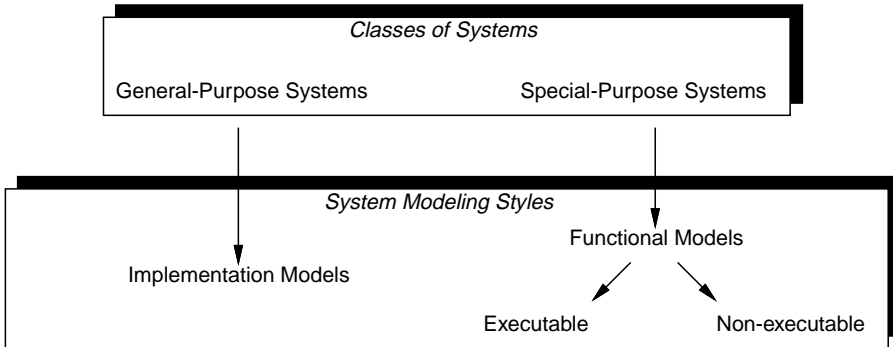 Classes of Systems
General-Purpose Systems
Special-Purpose Systems
System Modeling Styles
Functional Models
Implementation Models
Executable
Non-executable